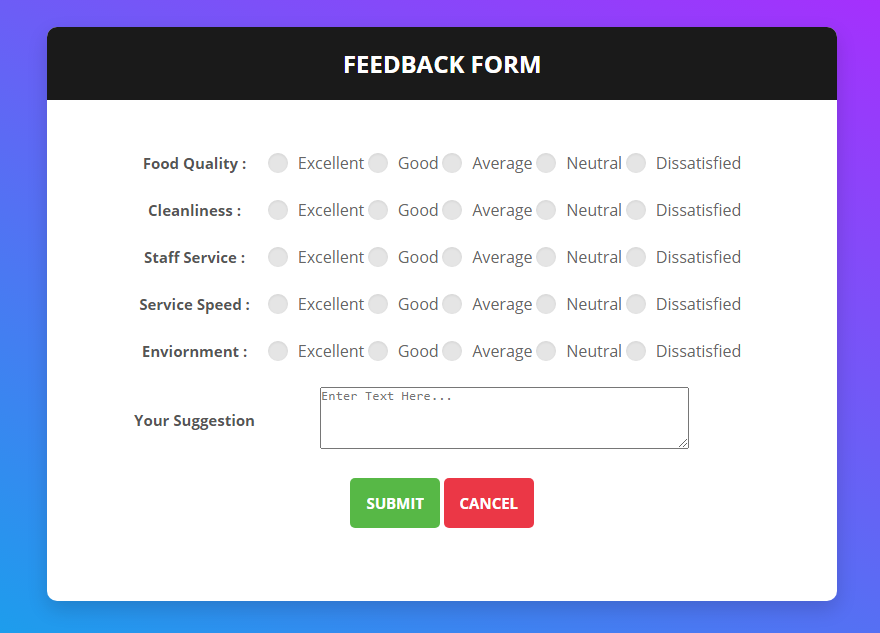 FEEDBACK FORM
Food Quality : Excellent Good Average Neutral Dissatisfied
Cleanliness : Excellent Good Average Neutral Dissatisfied
Staff Service : Excellent Good Average Neutral Dissatisfied
Service Speed : Excellent Good Average Neutral Dissatisfied
Enviornment : Excellent Good Average Neutral Dissatisfied
Enter Text Here...
Your Suggestion
SUBMIT CANCEL